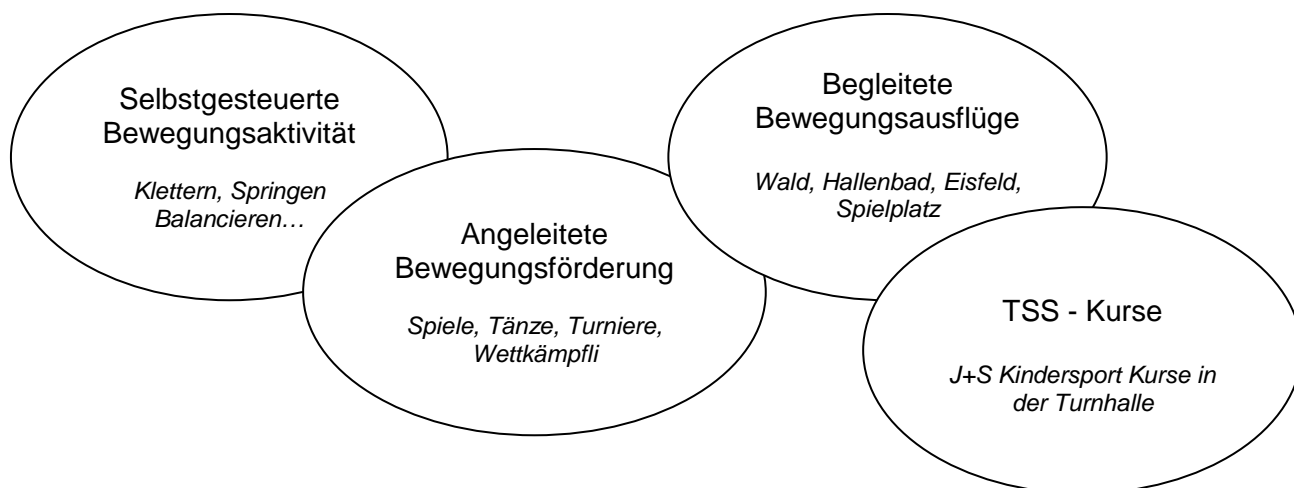 Selbstgesteuerte
Bewegungsaktivität
Klettern, Springen
Balancieren…
Angeleitete
Bewegungsförderung
Spiele, Tänze, Turniere,
Wettkämpfli
Begleitete
Bewegungsausflüge
Wald, Hallenbad, Eisfeld,
Spielplatz
TSS - Kurse
J+S Kindersport Kurse in
der Turnhalle